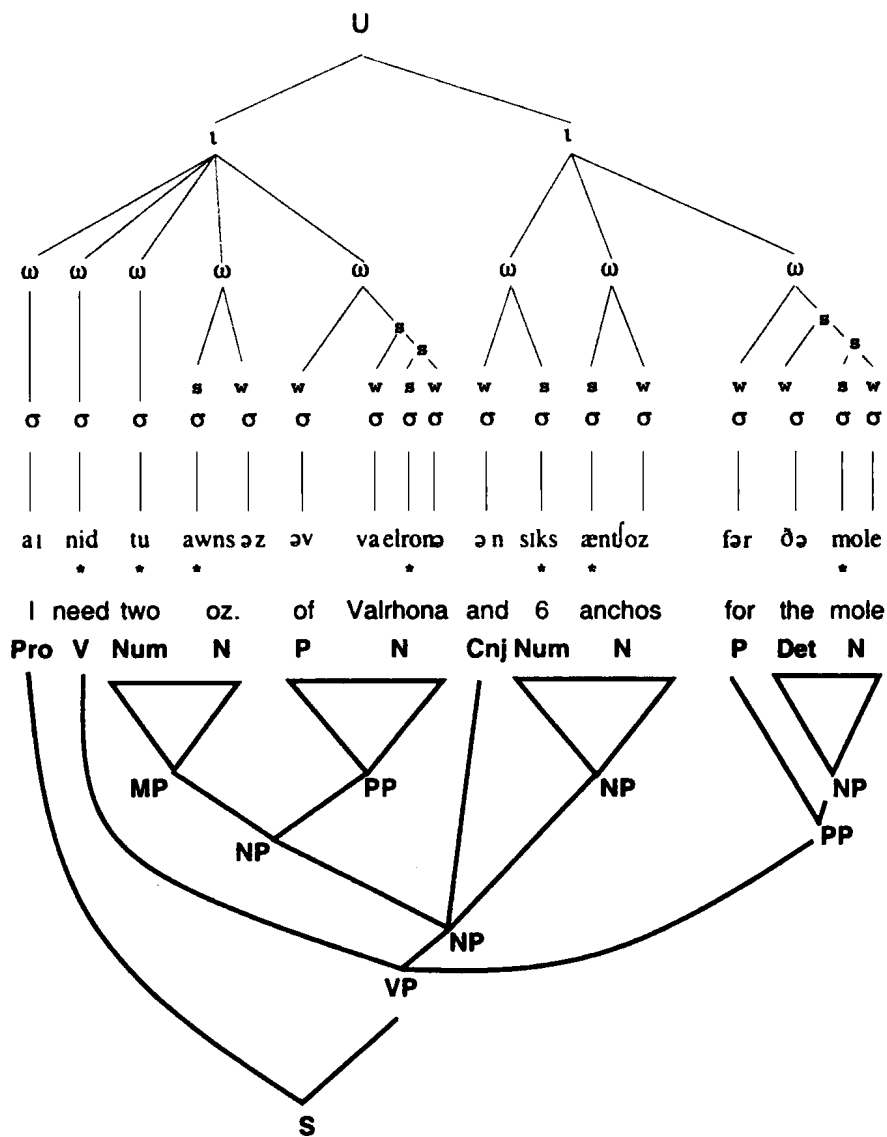 U
ι ι
ω ω ω ω ω ω ω ω
s
s s
s w w w s w w s s w w w s w
σ σ σ σ σ σ σ σ σ σ σ σ σ σ σ σ σ
aɪ nid tu awns əz əv vaelronə ən sɪks æntʃoz fər ðə mole
* * * * * * *
I need two oz. of Valrhona and 6 anchos for the mole
Pro V Num N P N Cnj Num N P Det N
MP PP NP NP
NP PP
NP
VP
S